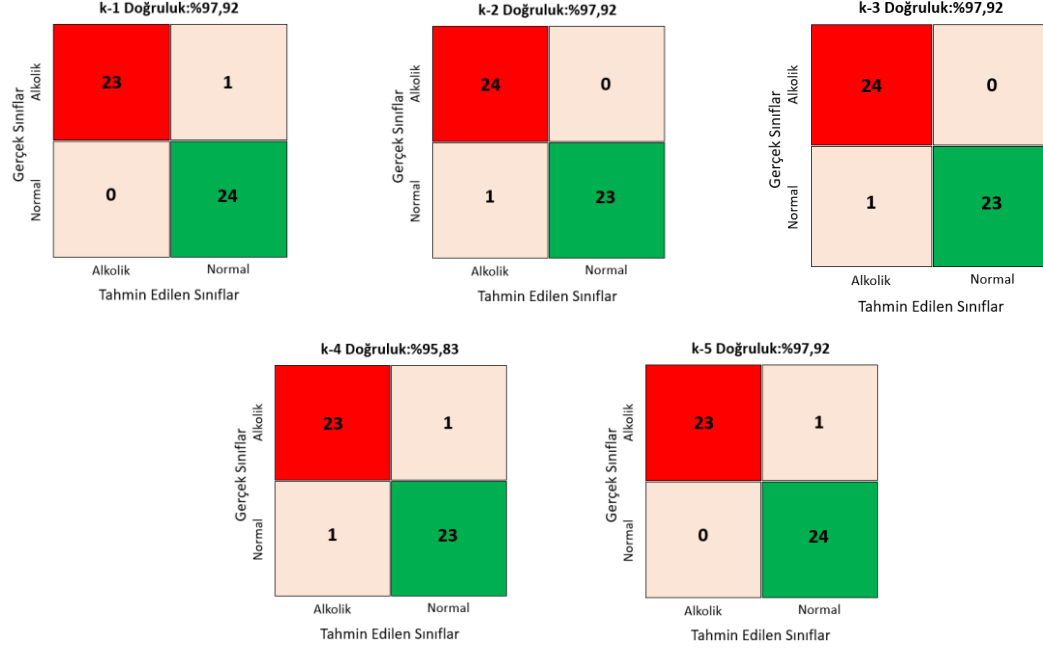 k-1 Doğruluk:%97,92
Gerçek Sınıflar
Alkolik
23
1
Normal
0
24
Alkolik
Normal
Tahmin Edilen Sınıflar
k-2 Doğruluk:%97,92
Gerçek Sınıflar
Alkolik
24
0
Normal
1
23
Alkolik
Normal
Tahmin Edilen Sınıflar
k-3 Doğruluk:%97,92
Gerçek Sınıflar
Alkolik
24
0
Normal
1
23
Alkolik
Normal
Tahmin Edilen Sınıflar
k-4 Doğruluk:%95,83
Gerçek Sınıflar
Alkolik
23
1
Normal
1
23
Alkolik
Normal
Tahmin Edilen Sınıflar
k-5 Doğruluk:%97,92
Gerçek Sınıflar
Alkolik
23
1
Normal
0
24
Alkolik
Normal
Tahmin Edilen Sınıflar